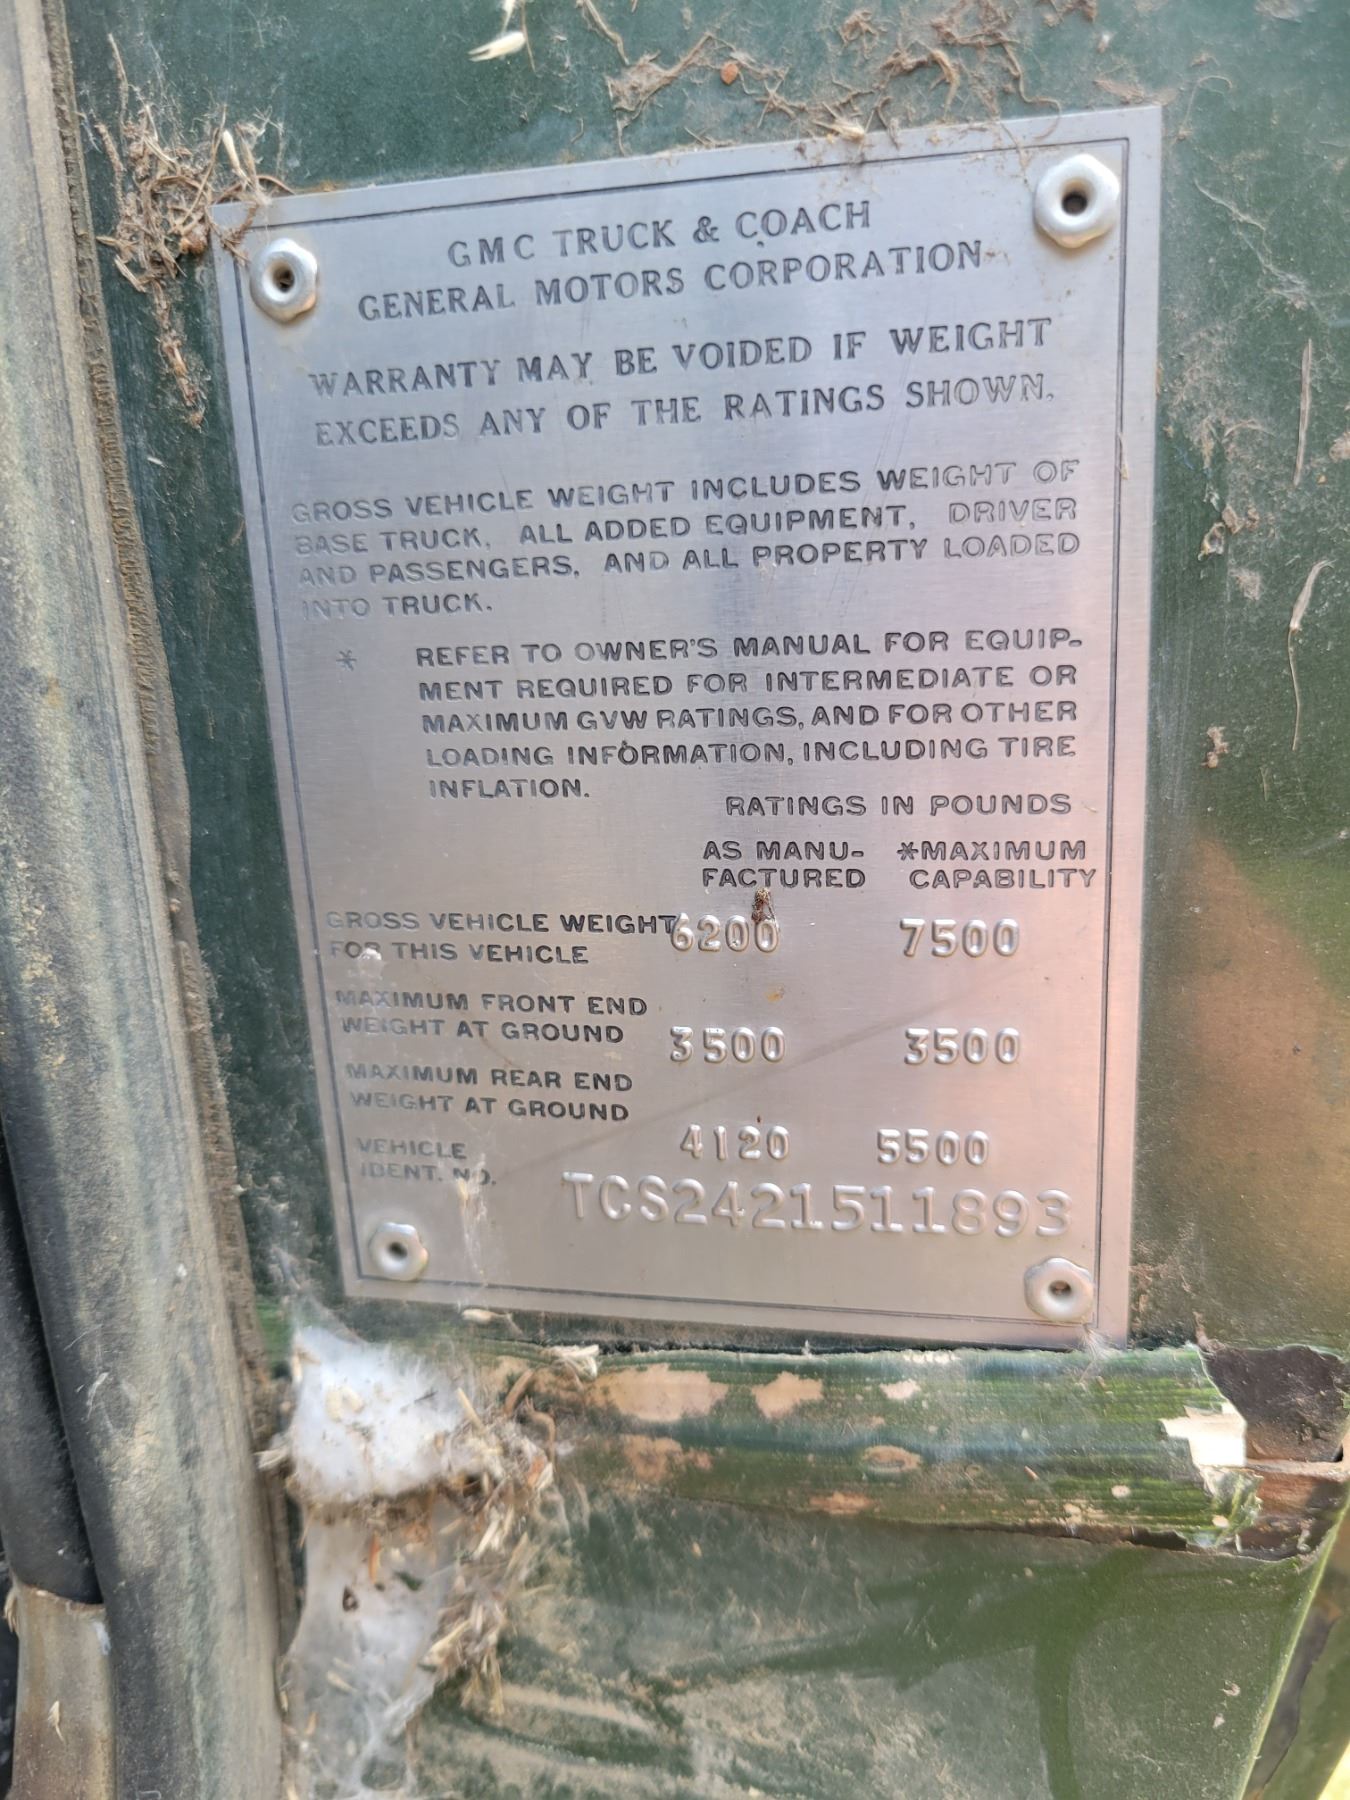 GMC TRUCK & COACH
GENERAL MOTORS CORPORATION
WARRANTY MAY BE VOIDED IF WEIGHT
EXCEEDS ANY OF THE RATINGS SHOWN.
GROSS VEHICLE WEIGHT INCLUDES WEIGHT OF
BASE TRUCK, ALL ADDED EQUIPMENT, DRIVER
AND PASSENGERS, AND ALL PROPERTY LOADED
INTO TRUCK.
* REFER TO OWNER'S MANUAL FOR EQUIP-
MENT REQUIRED FOR INTERMEDIATE OR
MAXIMUM GVW RATINGS, AND FOR OTHER
LOADING INFORMATION, INCLUDING TIRE
INFLATION.
RATINGS IN POUNDS
AS MANU- *MAXIMUM
FACTURED CAPABILITY
GROSS VEHICLE WEIGHT 6200 7500
FOR THIS VEHICLE
MAXIMUM FRONT END
WEIGHT AT GROUND 3500 3500
MAXIMUM REAR END
WEIGHT AT GROUND 4120 5500
VEHICLE
IDENT. NO. TCS2421511893